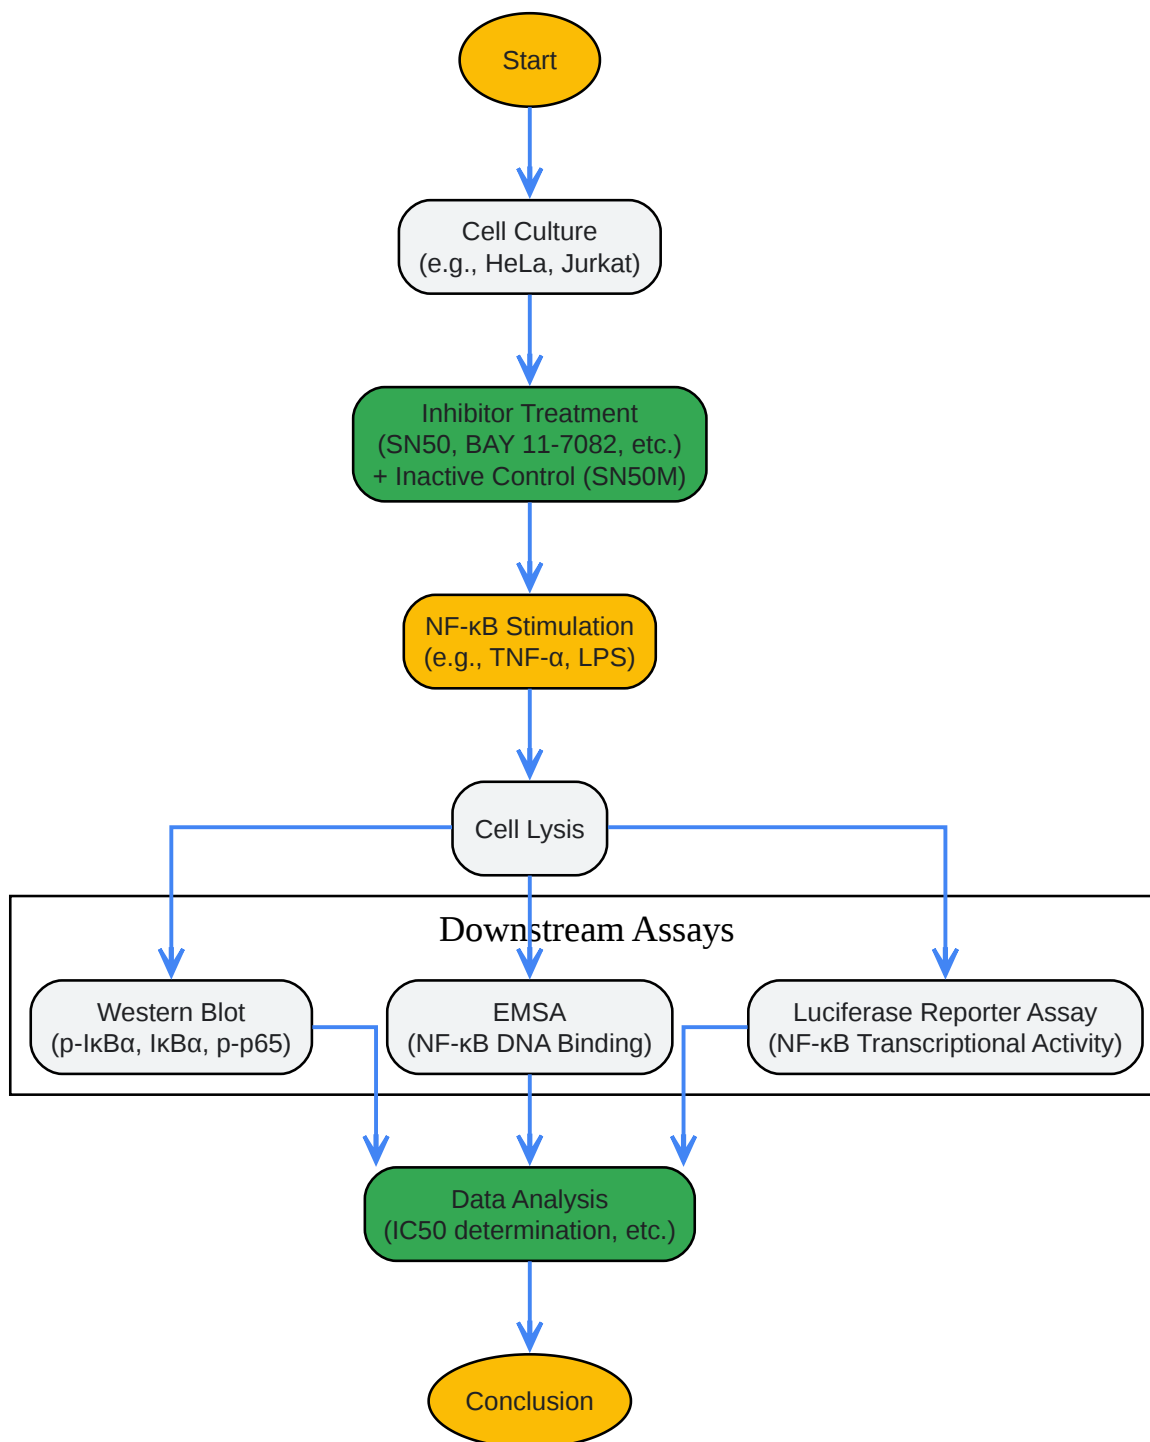 Start
Cell Culture
(e.g., HeLa, Jurkat)
Inhibitor Treatment
(SN50, BAY 11-7082, etc.)
+ Inactive Control (SN50M)
NF-κB Stimulation
(e.g., TNF-α, LPS)
Cell Lysis
Downstream Assays
Western Blot
(p-IκBα, IκBα, p-p65)
EMSA
(NF-κB DNA Binding)
Luciferase Reporter Assay
(NF-κB Transcriptional Activity)
Data Analysis
(IC50 determination, etc.)
Conclusion